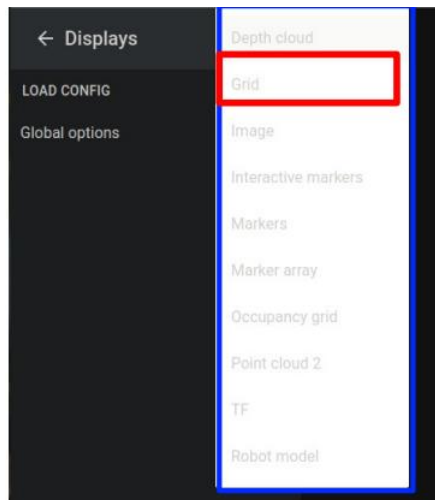 ← Displays
LOAD CONFIG
Global options
Depth cloud
Grid
Image
Interactive markers
Markers
Marker array
Occupancy grid
Point cloud 2
TF
Robot model